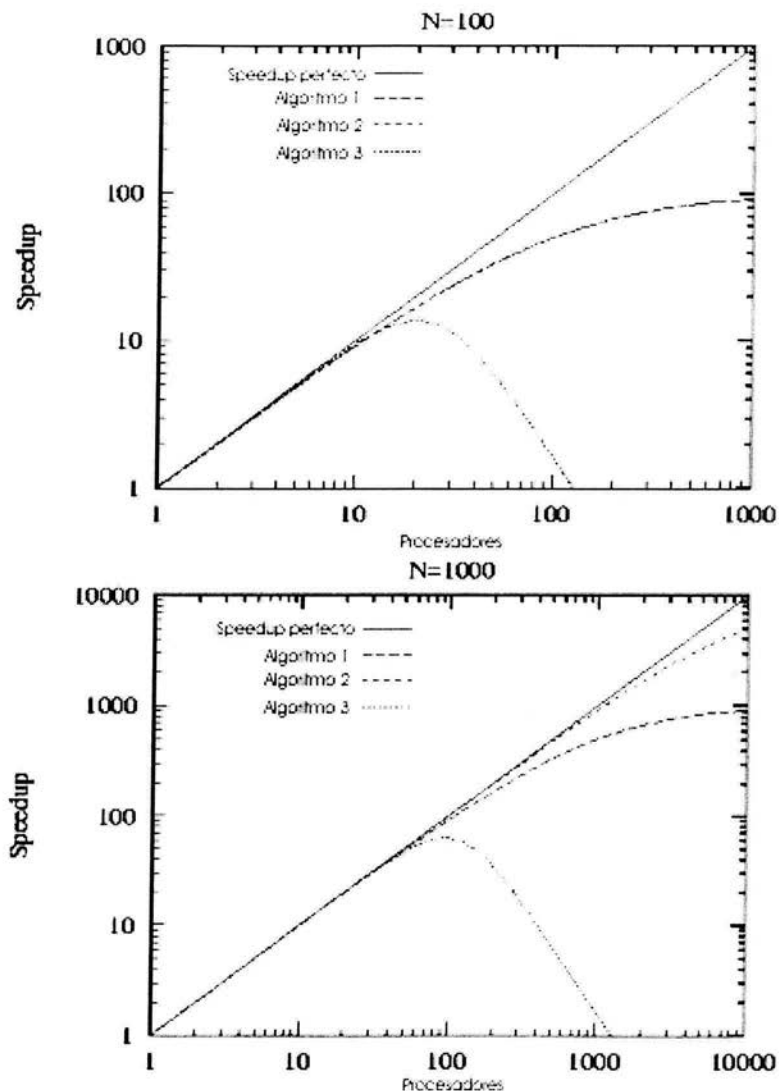 N=100
1000
Speedup perfecto
Algoritmo 1
Algoritmo 2
Algoritmo 3
100
Speedup
10
1
1 10 100 1000
Procesadores
N=1000
10000
Speedup perfecto
Algoritmo 1
Algoritmo 2
Algoritmo 3
1000
Speedup
100
10
1
1 10 100 1000 10000
Procesadores